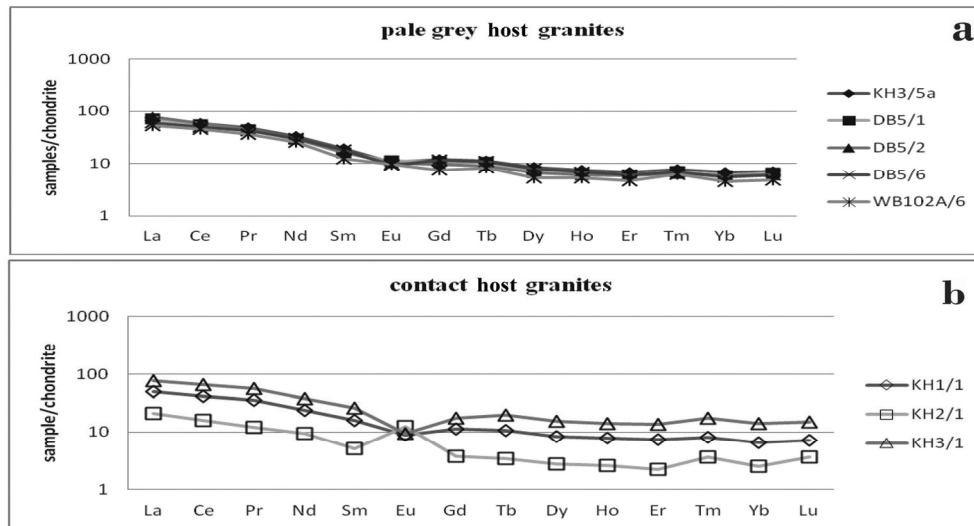 pale grey host granites
a
samples/chondrite
1000
100
10
1
La Ce Pr Nd Sm Eu Gd Tb Dy Ho Er Tm Yb Lu
KH3/5a
DB5/1
DB5/2
DB5/6
WB102A/6
contact host granites
b
sample/chondrite
1000
100
10
1
La Ce Pr Nd Sm Eu Gd Tb Dy Ho Er Tm Yb Lu
KH1/1
KH2/1
KH3/1